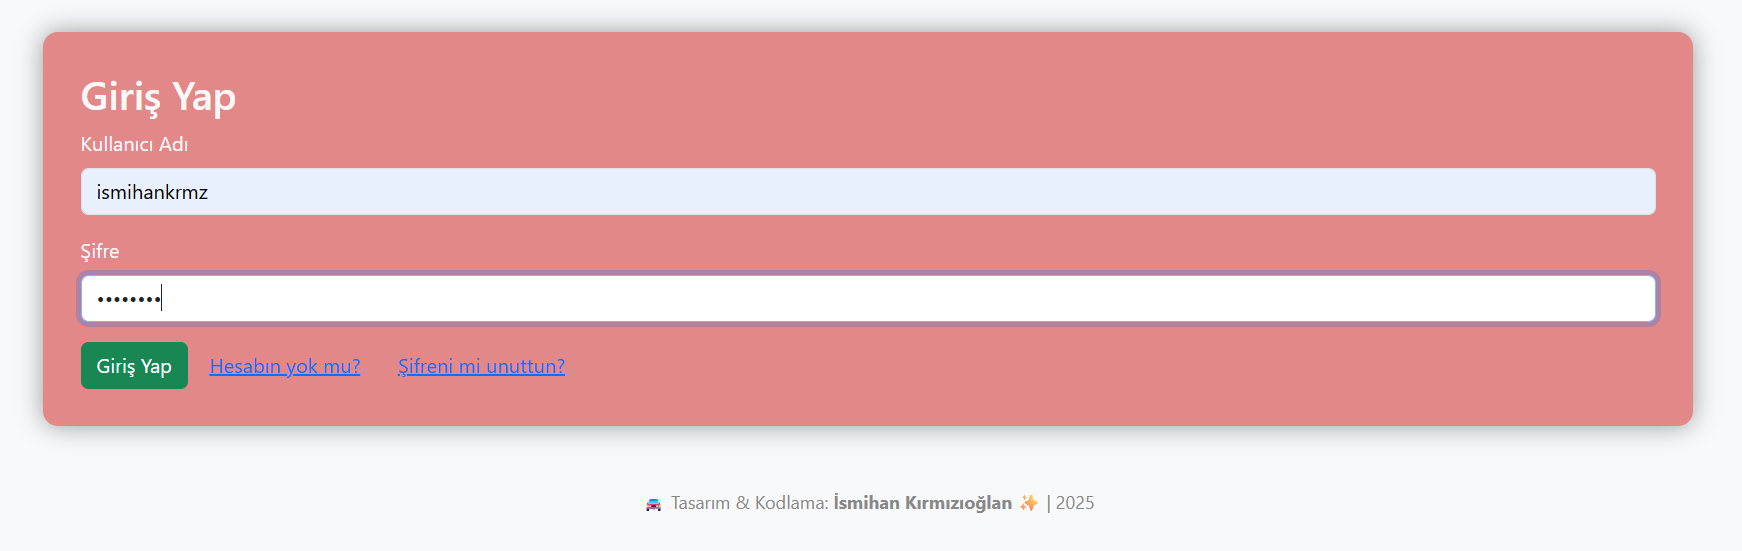 Giriş Yap
Kullanıcı Adı
ismihankrmz
Şifre
••••••••
Giriş Yap Hesabın yok mu? Şifreni mi unuttun?
🚘 Tasarım & Kodlama: İsmihan Kırmızıoğlan ✨ | 2025